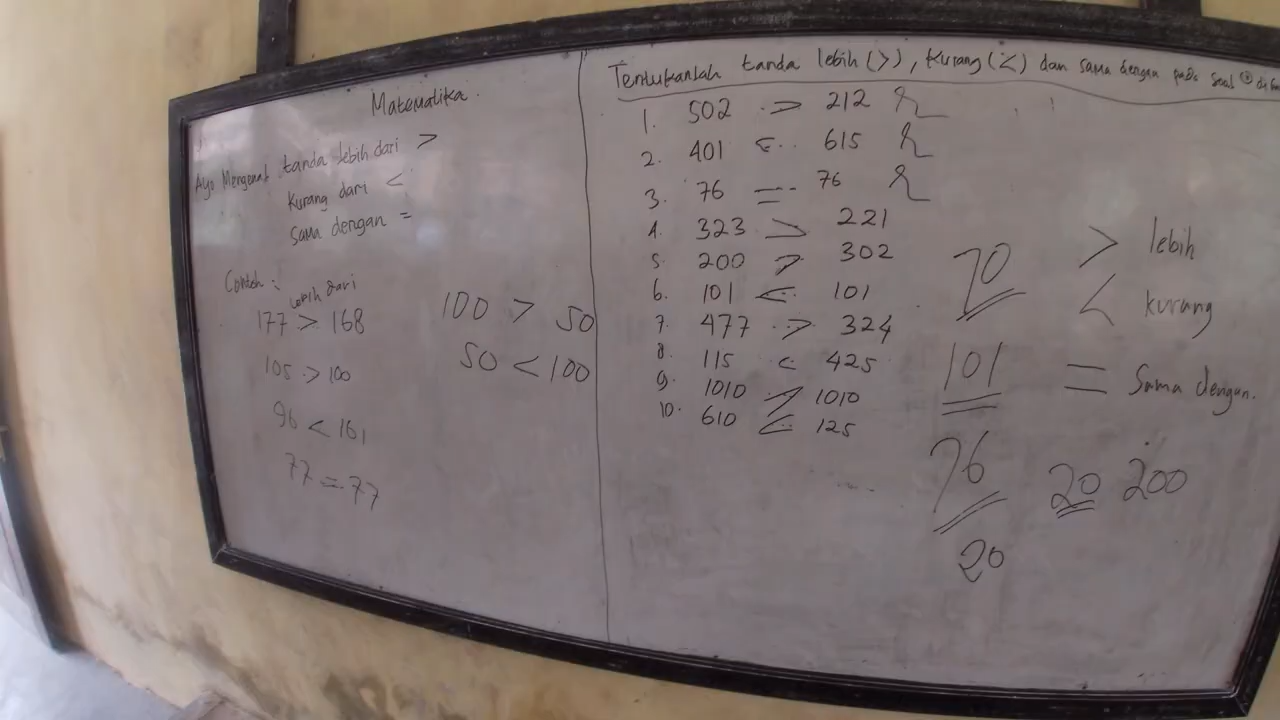 Matematika.
Ayo Mengenal tanda lebih dari >
kurang dari <
sama dengan =
Contoh:
lebih dari
177 > 168
105 > 100
96 < 161
77 = 77
100 > 50
50 < 100
Tentukanlah tanda lebih (>), kurang (<) dan sama dengan pada soal di
1. 502 > 212
2. 401 < 615
3. 76 = 76
4. 323 > 221
5. 200 > 302
6. 101 < 101
7. 477 > 324
8. 115 < 425
9. 1010 > 1010
10. 610 < 125
70
101
76
20
20 200
> lebih
< kurang
= Sama dengan.